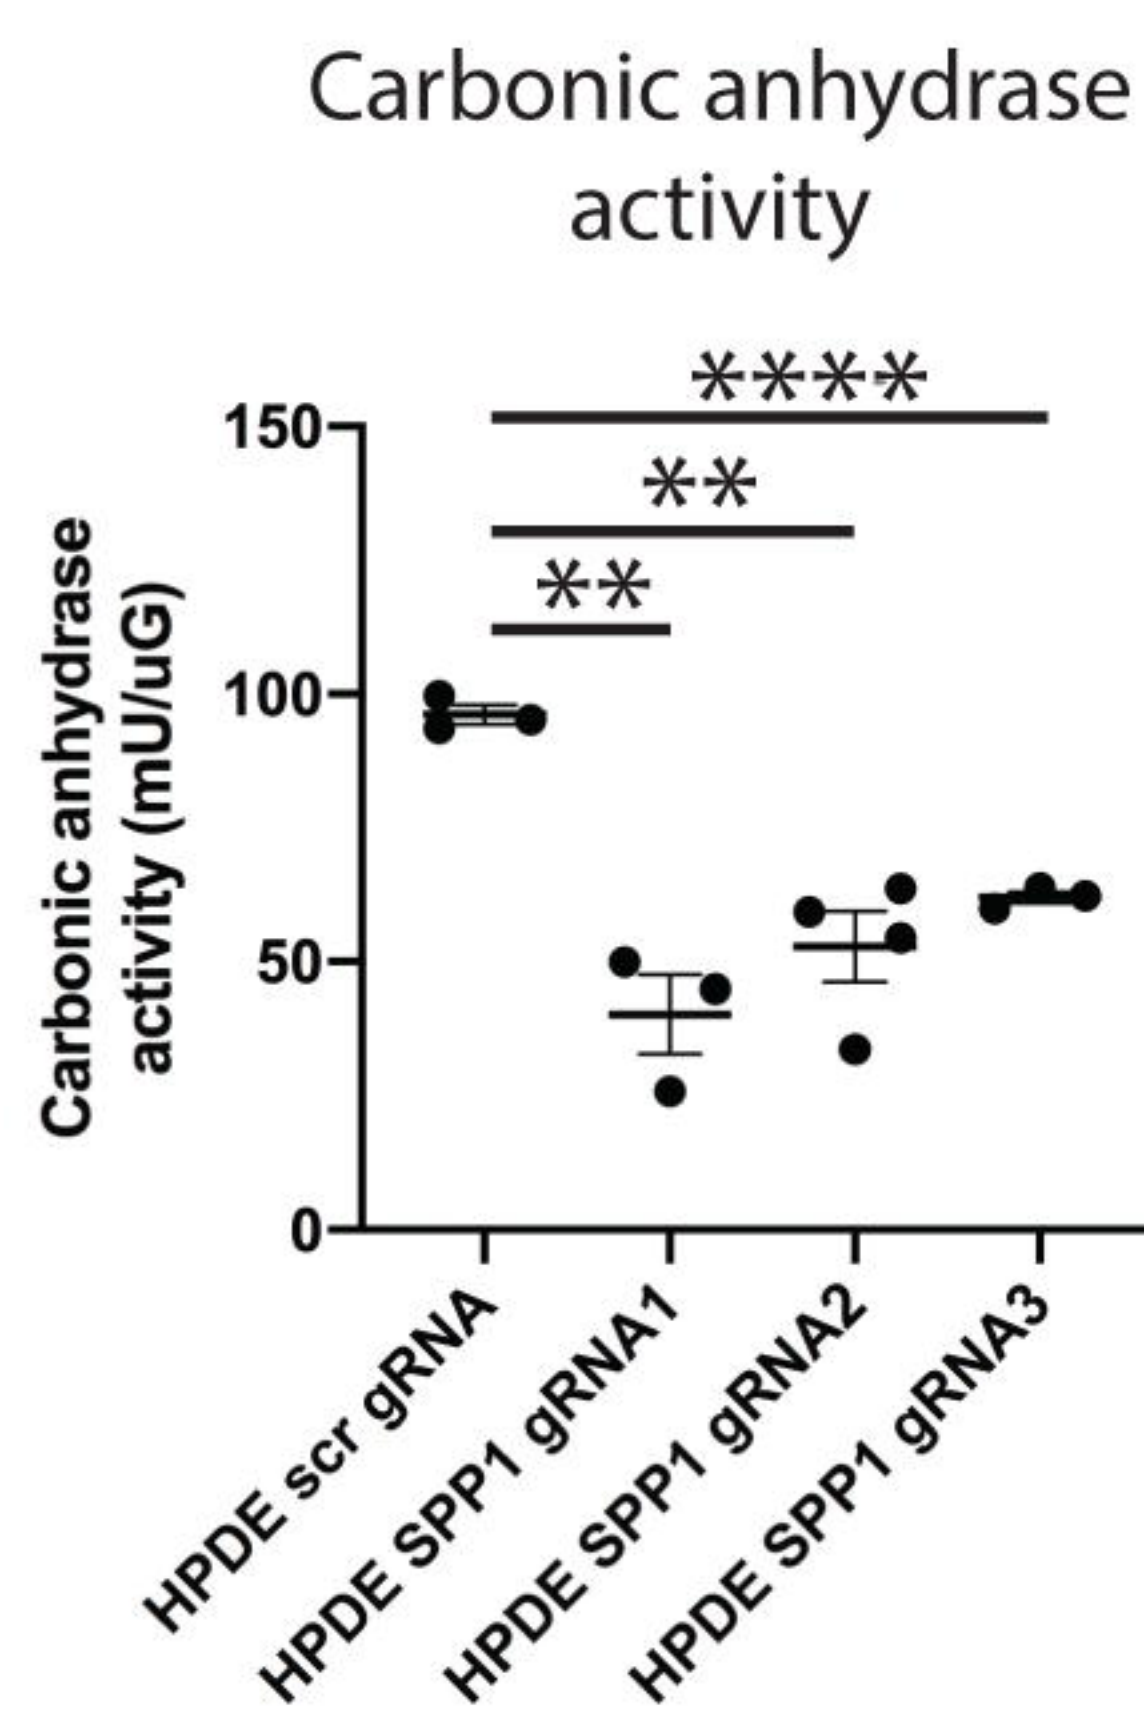 Carbonic anhydrase
activity
****
**
**
150
100
50
0
Carbonic anhydrase
activity (mU/uG)
HPDE scr gRNA
HPDE SPP1 gRNA1
HPDE SPP1 gRNA2
HPDE SPP1 gRNA3